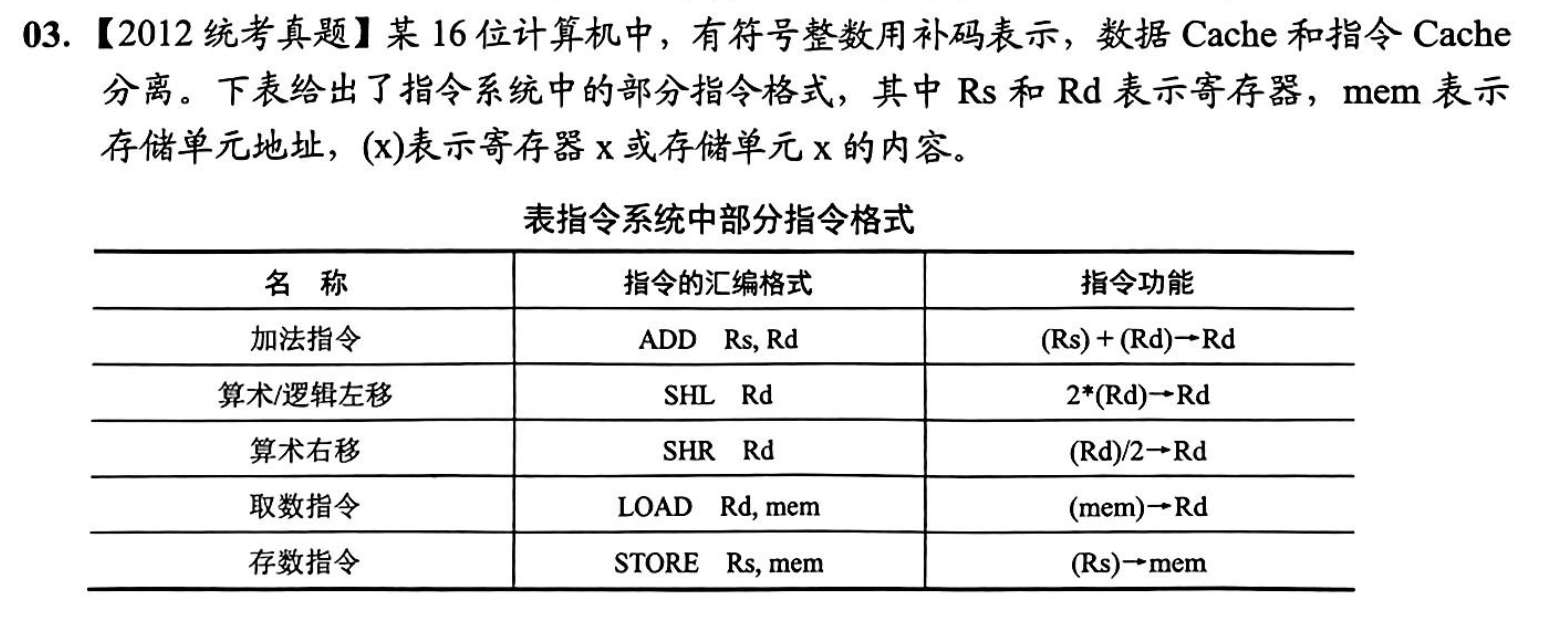 03.【2012 统考真题】某 16 位计算机中，有符号整数用补码表示，数据 Cache 和指令 Cache
分离。下表给出了指令系统中的部分指令格式，其中 Rs 和 Rd 表示寄存器，mem 表示
存储单元地址，(x)表示寄存器 x 或存储单元 x 的内容。
表指令系统中部分指令格式
名 称 指令的汇编格式 指令功能
加法指令 ADD Rs, Rd (Rs) + (Rd)→Rd
算术/逻辑左移 SHL Rd 2*(Rd)→Rd
算术右移 SHR Rd (Rd)/2→Rd
取数指令 LOAD Rd, mem (mem)→Rd
存数指令 STORE Rs, mem (Rs)→mem